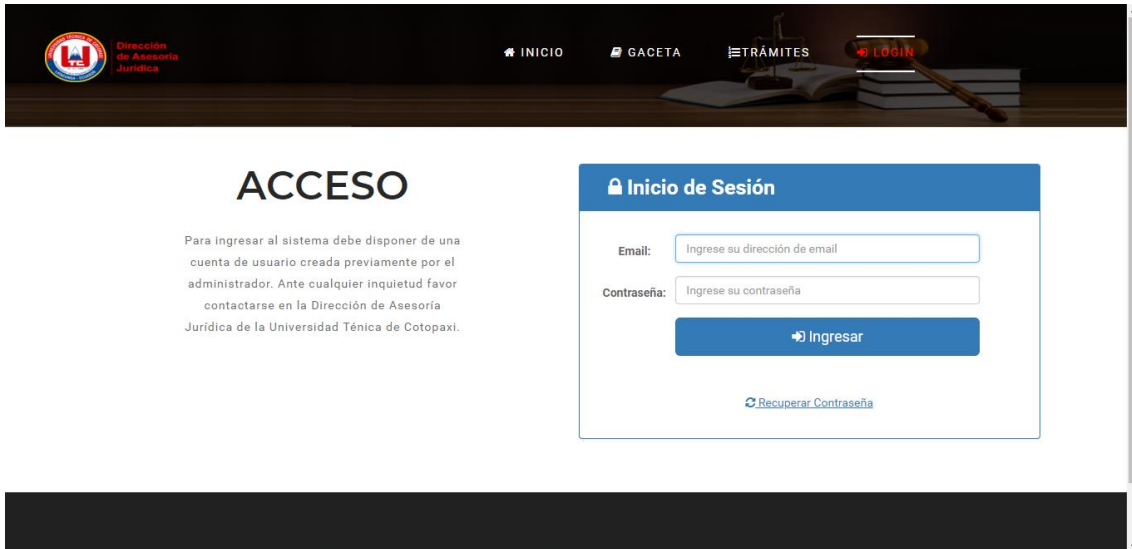 Dirección
de Asesoría
Jurídica
INICIO
GACETA
TRÁMITES
LOGIN
ACCESO
Para ingresar al sistema debe disponer de una
cuenta de usuario creada previamente por el
administrador. Ante cualquier inquietud favor
contactarse en la Dirección de Asesoría
Jurídica de la Universidad Ténica de Cotopaxi.
Inicio de Sesión
Email:
Ingrese su dirección de email
Contraseña:
Ingrese su contraseña
Ingresar
Recuperar Contraseña